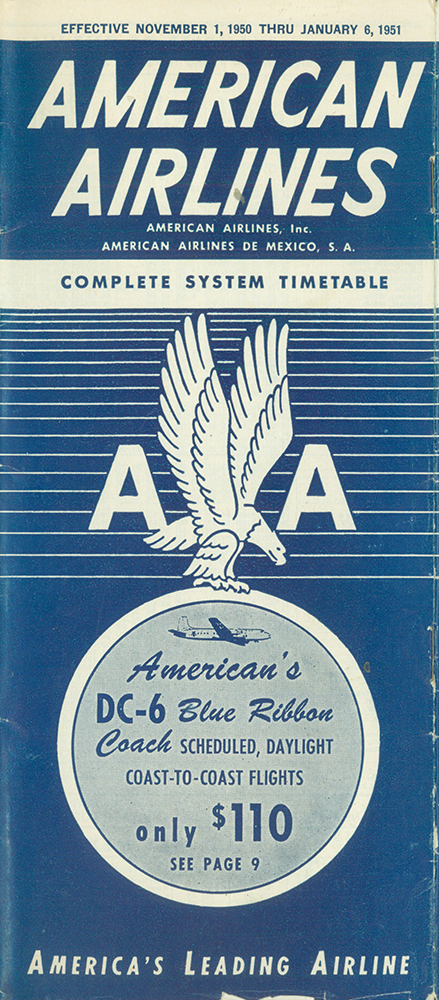 EFFECTIVE NOVEMBER 1, 1950 THRU JANUARY 6, 1951
AMERICAN
AIRLINES
AMERICAN AIRLINES, Inc.
AMERICAN AIRLINES DE MEXICO, S. A.
COMPLETE SYSTEM TIMETABLE
A A
American's
DC-6 Blue Ribbon
Coach SCHEDULED, DAYLIGHT
COAST-TO-COAST FLIGHTS
only $110
SEE PAGE 9
AMERICA'S LEADING AIRLINE